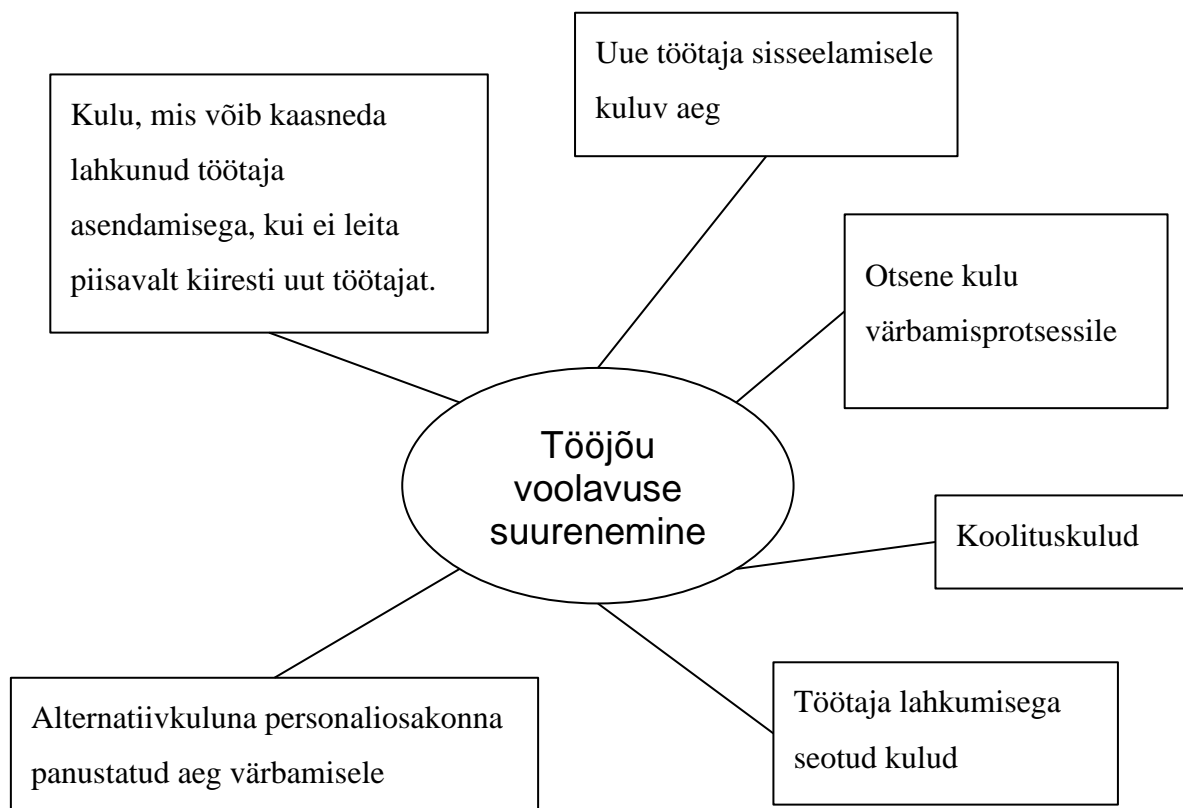 Uue töötaja sisseelamisele
kuluv aeg
Kulu, mis võib kaasneda
lahkunud töötaja
asendamisega, kui ei leita
piisavalt kiiresti uut töötajat.
Otsene kulu
värbamisprotsessile
Tööjõu
voolavuse
suurenemine
Koolituskulud
Töötaja lahkumisega
seotud kulud
Alternatiivkuluna personaliosakonna
panustatud aeg värbamisele